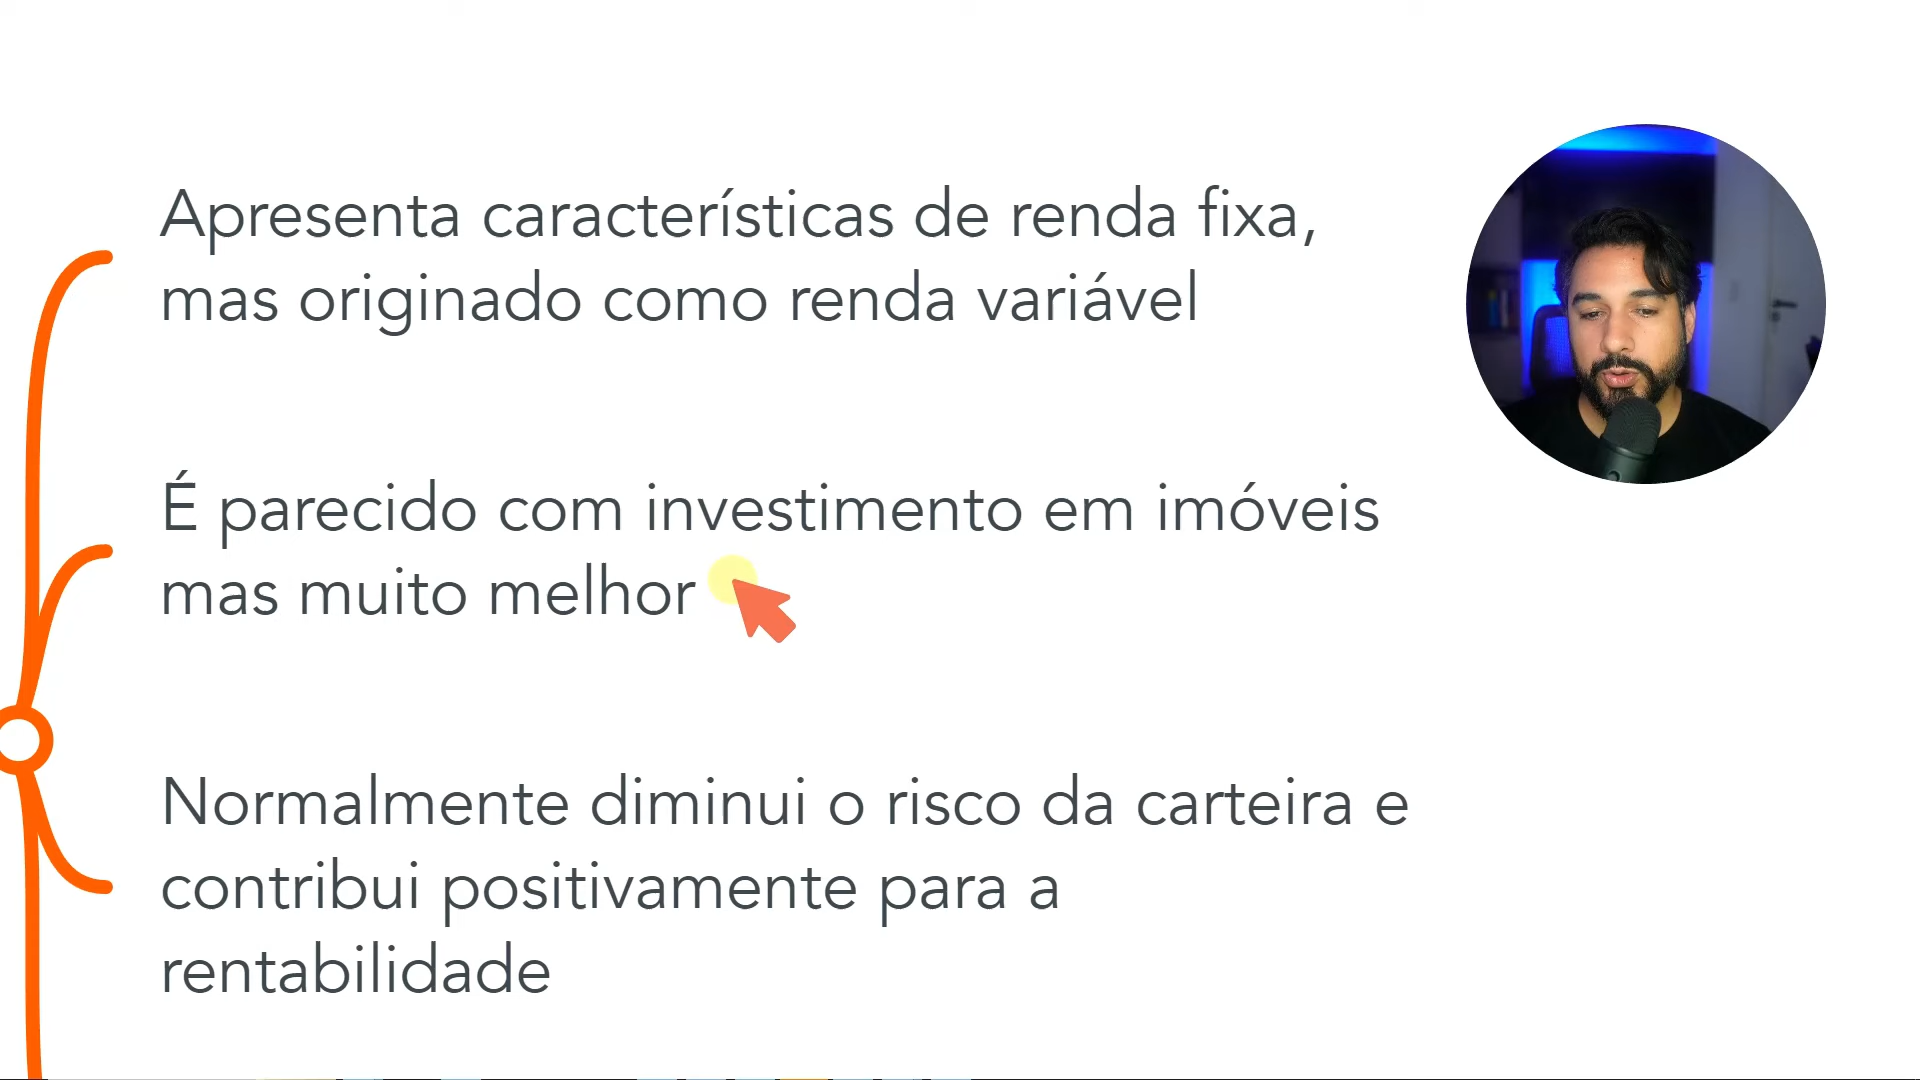 Apresenta características de renda fixa,
mas originado como renda variável
É parecido com investimento em imóveis
mas muito melhor
Normalmente diminui o risco da carteira e
contribui positivamente para a
rentabilidade